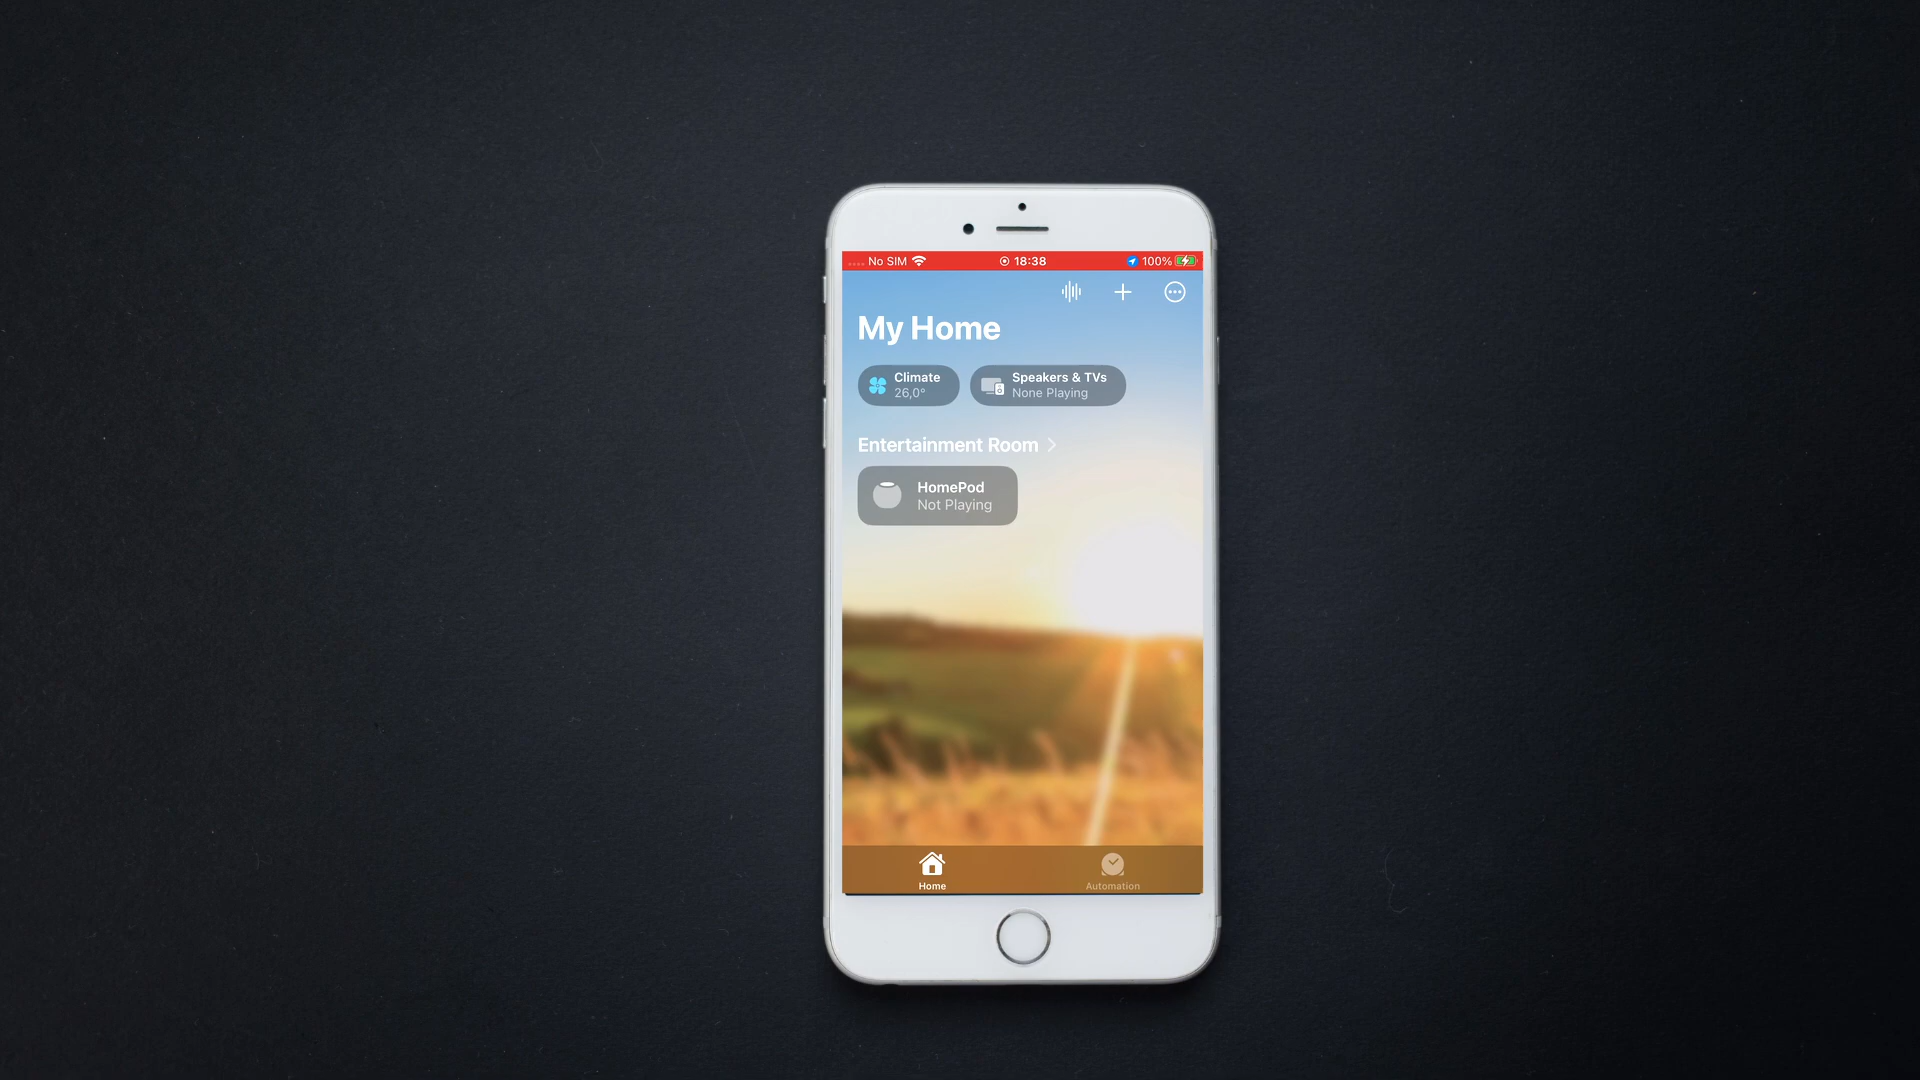 No SIM 18:38 100%
My Home
Climate
26,0°
Speakers & TVs
None Playing
Entertainment Room
HomePod
Not Playing
Home
Automation